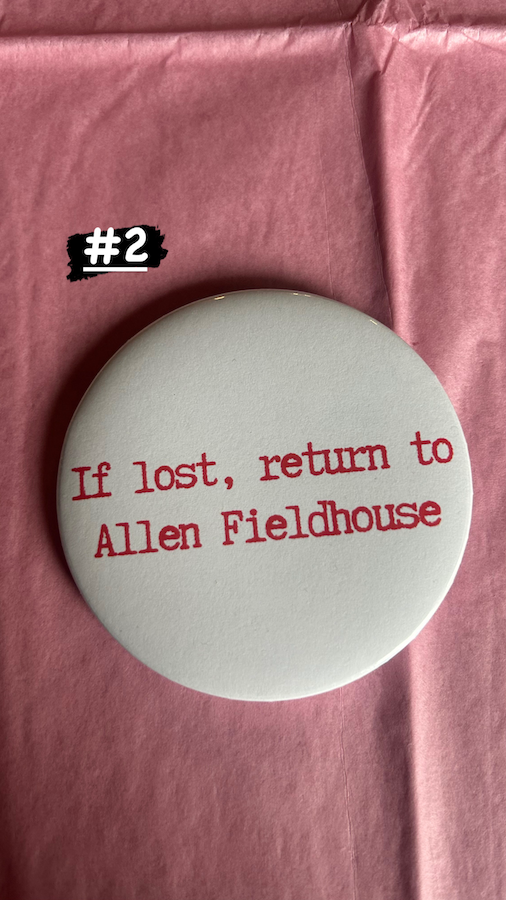 #2
If lost, return to
Allen Fieldhouse